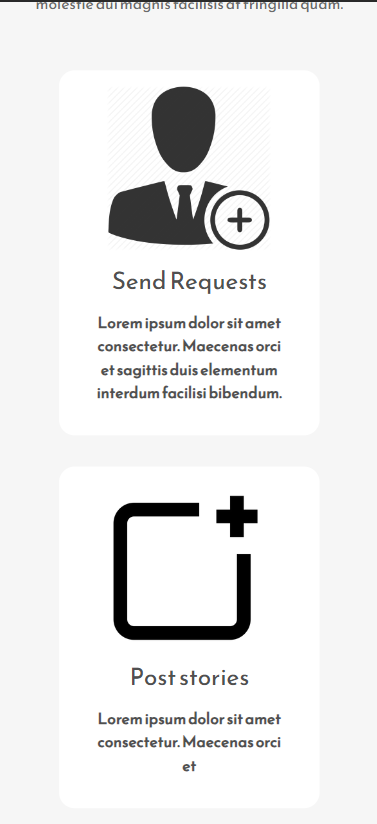 molestie dui magnis facilisis at fringilla quam.
Send Requests
Lorem ipsum dolor sit amet
consectetur. Maecenas orci
et sagittis duis elementum
interdum facilisi bibendum.
Post stories
Lorem ipsum dolor sit amet
consectetur. Maecenas orci
et